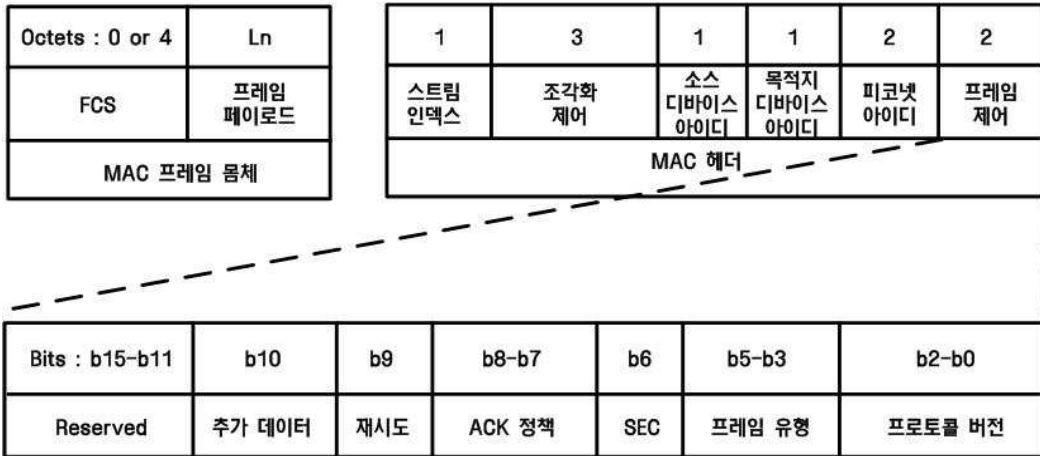 Octets : 0 or 4 Ln
FCS 프레임 페이로드
MAC 프레임 몸체
1 3 1 1 2 2
스트림 인덱스 조각화 제어 소스 디바이스 아이디 목적지 디바이스 아이디 피코넷 아이디 프레임 제어
MAC 헤더
Bits : b15-b11 b10 b9 b8-b7 b6 b5-b3 b2-b0
Reserved 추가 데이터 재시도 ACK 정책 SEC 프레임 유형 프로토콜 버전